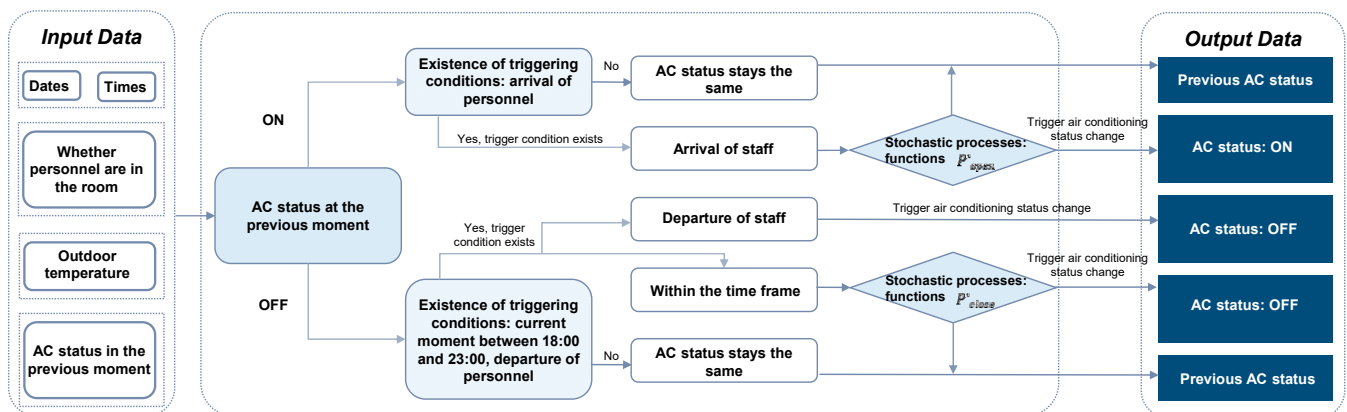 Input Data
Dates
Times
Whether
personnel are in
the room
Outdoor
temperature
AC status in the
previous moment
AC status at the
previous moment
ON
OFF
Existence of triggering
conditions: arrival of
personnel
No
AC status stays the
same
Yes, trigger condition exists
Arrival of staff
Stochastic processes:
functions P'open
Trigger air conditioning
status change
Yes, trigger
condition exists
Departure of staff
Trigger air conditioning status change
Within the time frame
Stochastic processes:
functions P'close
Trigger air conditioning
status change
Existence of triggering
conditions: current
moment between 18:00
and 23:00, departure of
personnel
No
AC status stays the
same
Output Data
Previous AC status
AC status: ON
AC status: OFF
AC status: OFF
Previous AC status